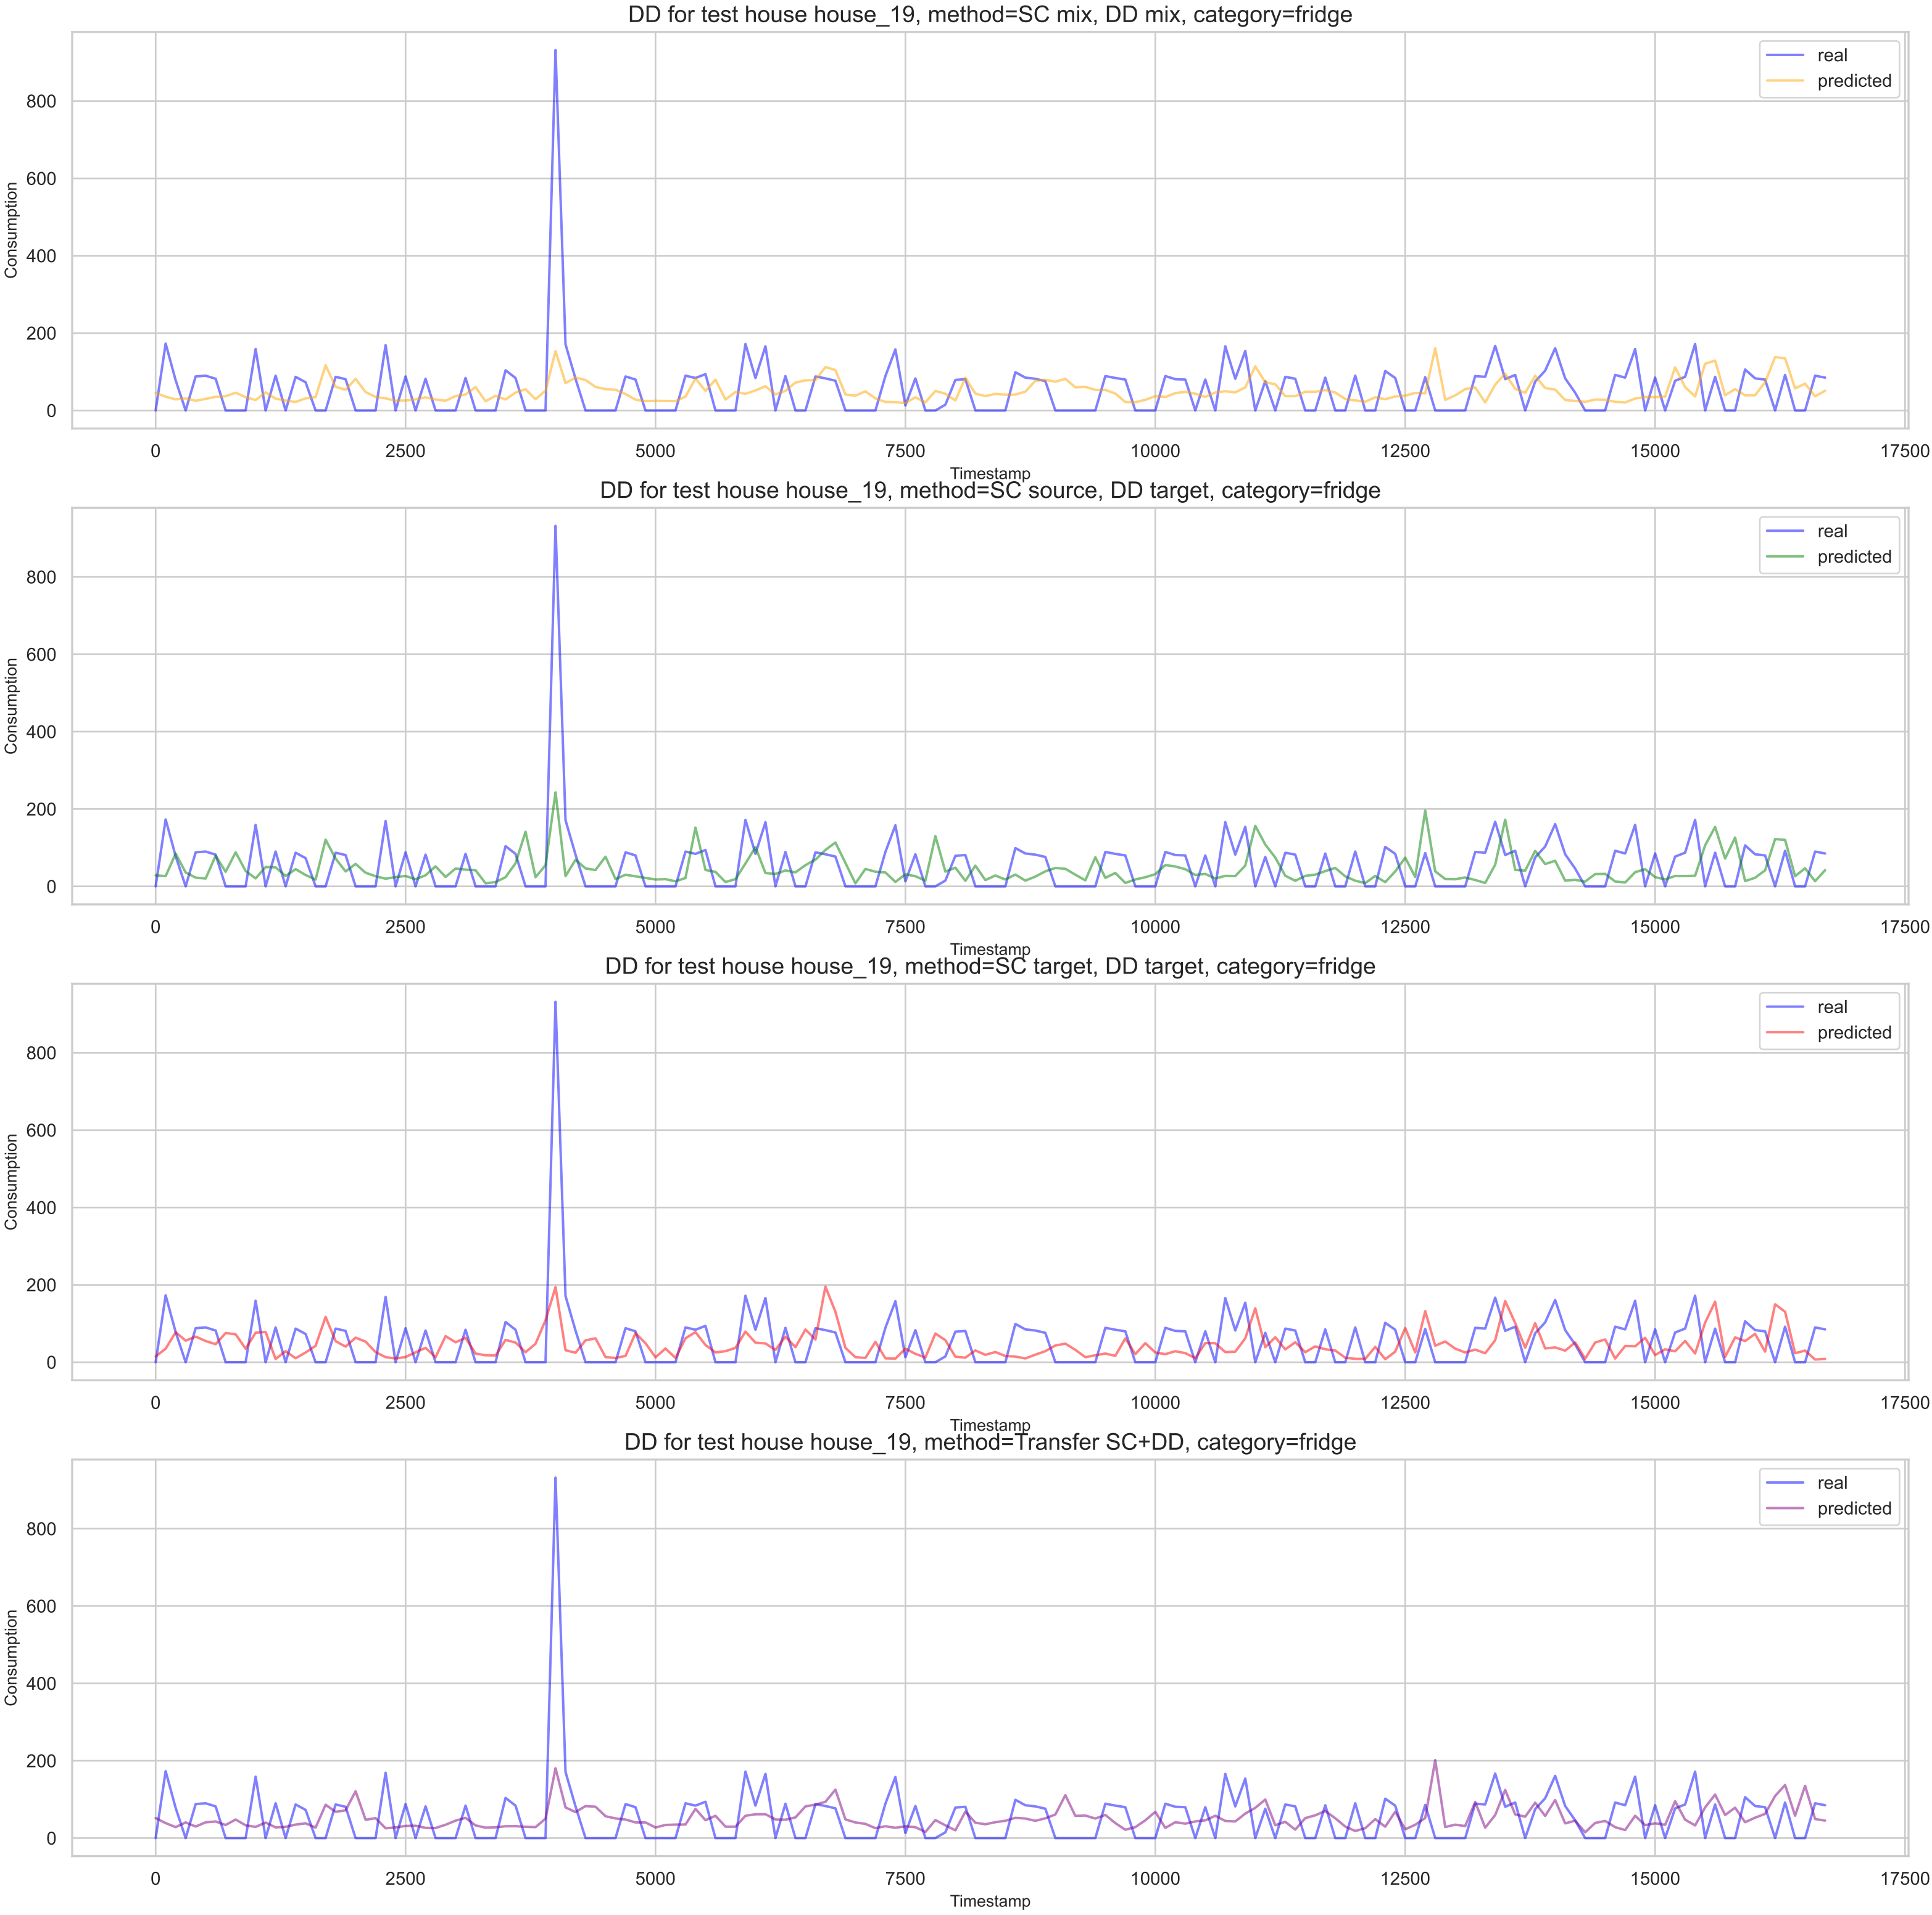 DD for test house house_19, method=SC mix, DD mix, category=fridge
real
predicted
800
600
400
200
0
Consumption
0 2500 5000 7500 10000 12500 15000 17500
Timestamp
DD for test house house_19, method=SC source, DD target, category=fridge
real
predicted
800
600
400
200
0
Consumption
0 2500 5000 7500 10000 12500 15000 17500
Timestamp
DD for test house house_19, method=SC target, DD target, category=fridge
real
predicted
800
600
400
200
0
Consumption
0 2500 5000 7500 10000 12500 15000 17500
Timestamp
DD for test house house_19, method=Transfer SC+DD, category=fridge
real
predicted
800
600
400
200
0
Consumption
0 2500 5000 7500 10000 12500 15000 17500
Timestamp